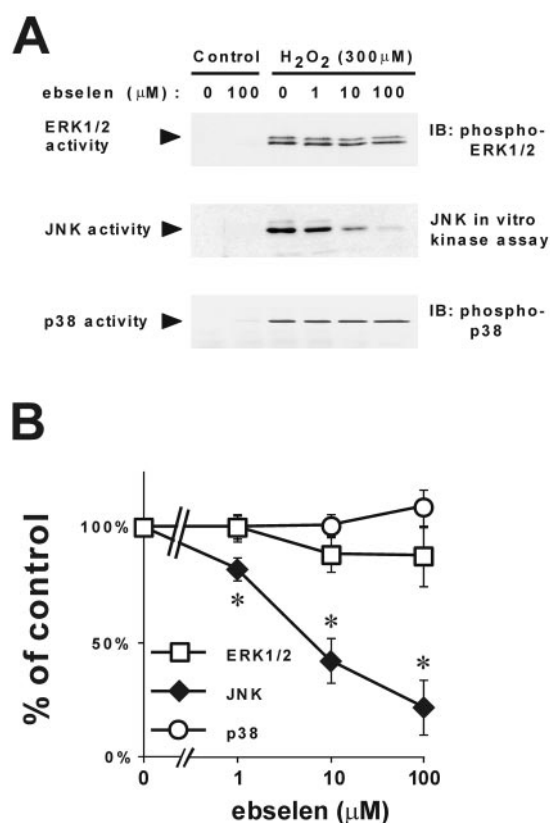 A
Control H2O2 (300μM)
ebselen (μM) : 0 100 0 1 10 100
ERK1/2
activity
IB: phospho-
ERK1/2
JNK activity
JNK in vitro
kinase assay
p38 activity
IB: phospho-
p38
B
% of control
100%
50%
0%
*
*
*
ERK1/2
JNK
p38
0 1 10 100
ebselen (μM)